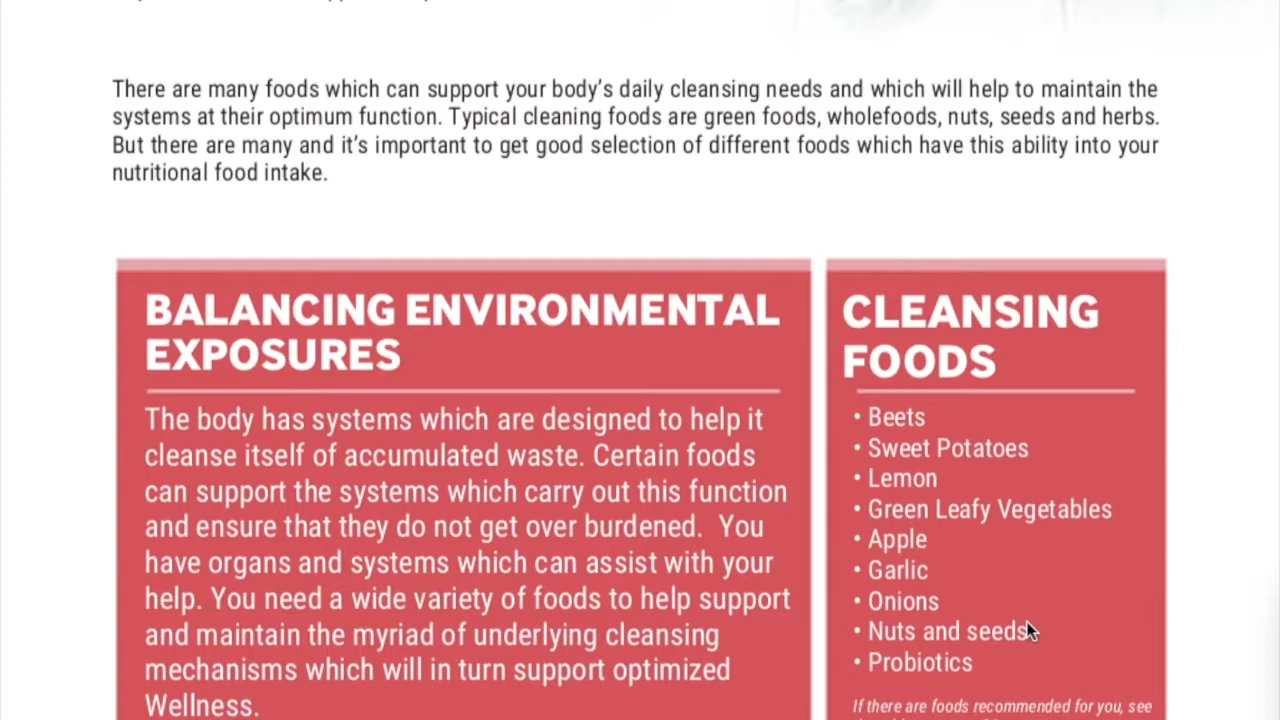 There are many foods which can support your body's daily cleansing needs and which will help to maintain the
systems at their optimum function. Typical cleaning foods are green foods, wholefoods, nuts, seeds and herbs.
But there are many and it's important to get good selection of different foods which have this ability into your
nutritional food intake.
BALANCING ENVIRONMENTAL
EXPOSURES
The body has systems which are designed to help it
cleanse itself of accumulated waste. Certain foods
can support the systems which carry out this function
and ensure that they do not get over burdened.  You
have organs and systems which can assist with your
help. You need a wide variety of foods to help support
and maintain the myriad of underlying cleansing
mechanisms which will in turn support optimized
Wellness.
CLEANSING
FOODS
• Beets
• Sweet Potatoes
• Lemon
• Green Leafy Vegetables
• Apple
• Garlic
• Onions
• Nuts and seeds
• Probiotics
If there are foods recommended for you, see